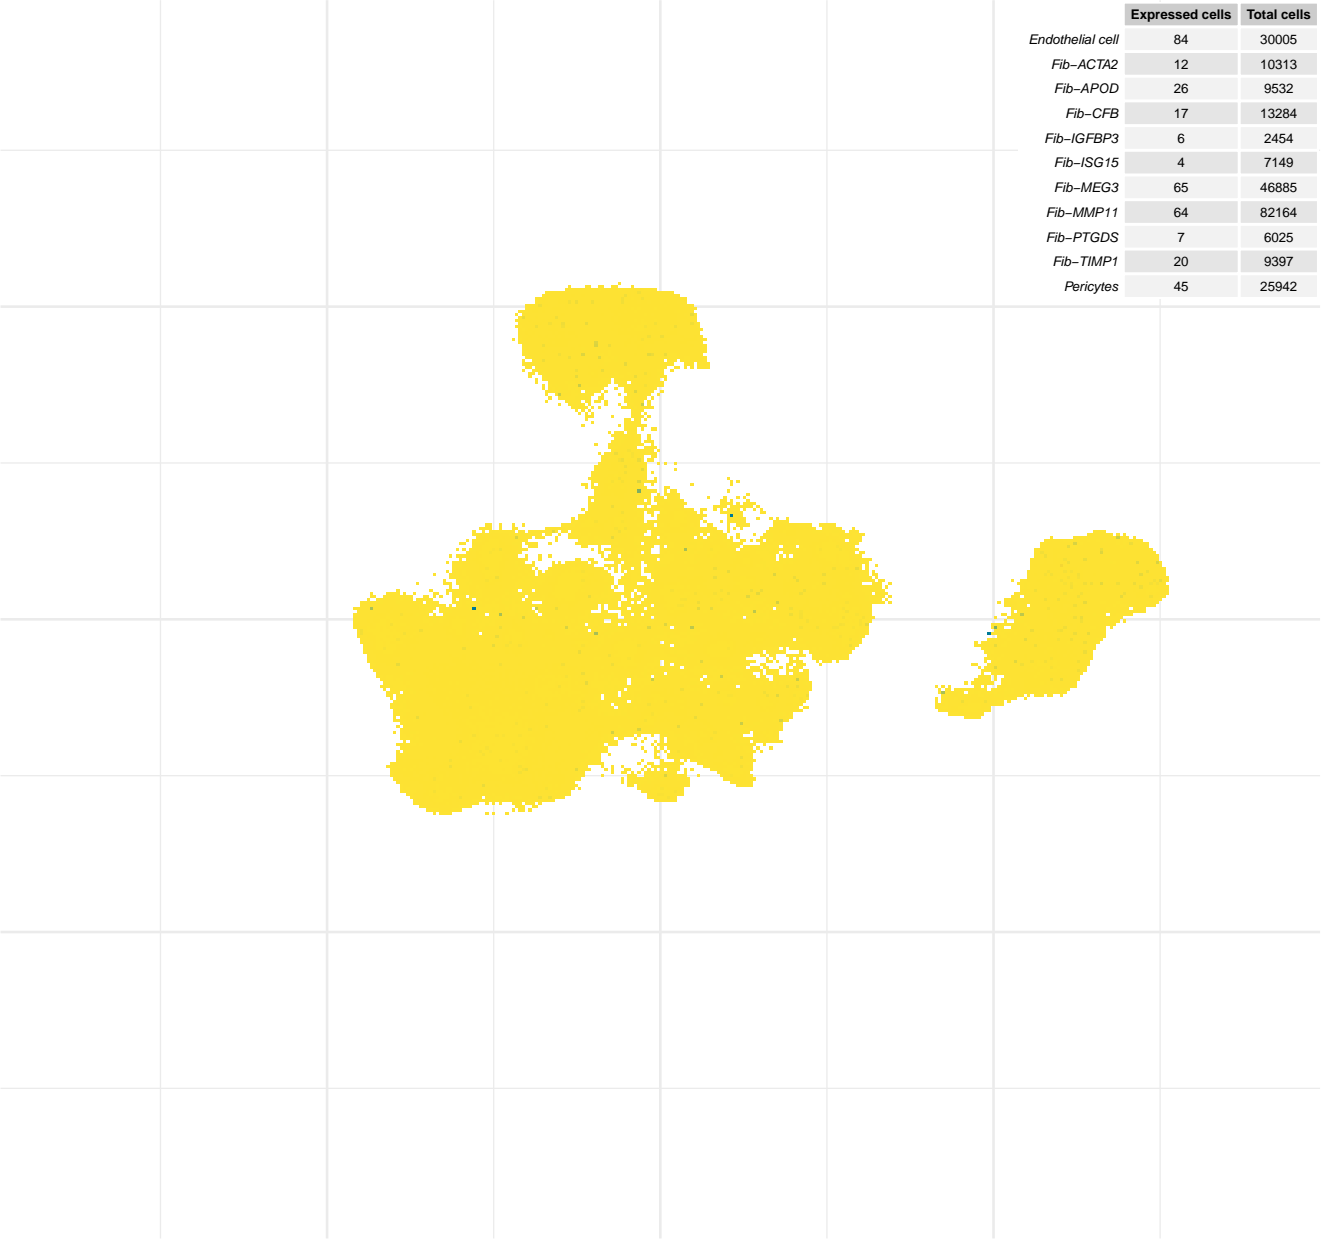 Expressed cells Total cells
Endothelial cell 84 30005
Fib−ACTA2 12 10313
Fib−APOD 26 9532
Fib−CFB 17 13284
Fib−IGFBP3 6 2454
Fib−ISG15 4 7149
Fib−MEG3 65 46885
Fib−MMP11 64 82164
Fib−PTGDS 7 6025
Fib−TIMP1 20 9397
Pericytes 45 25942